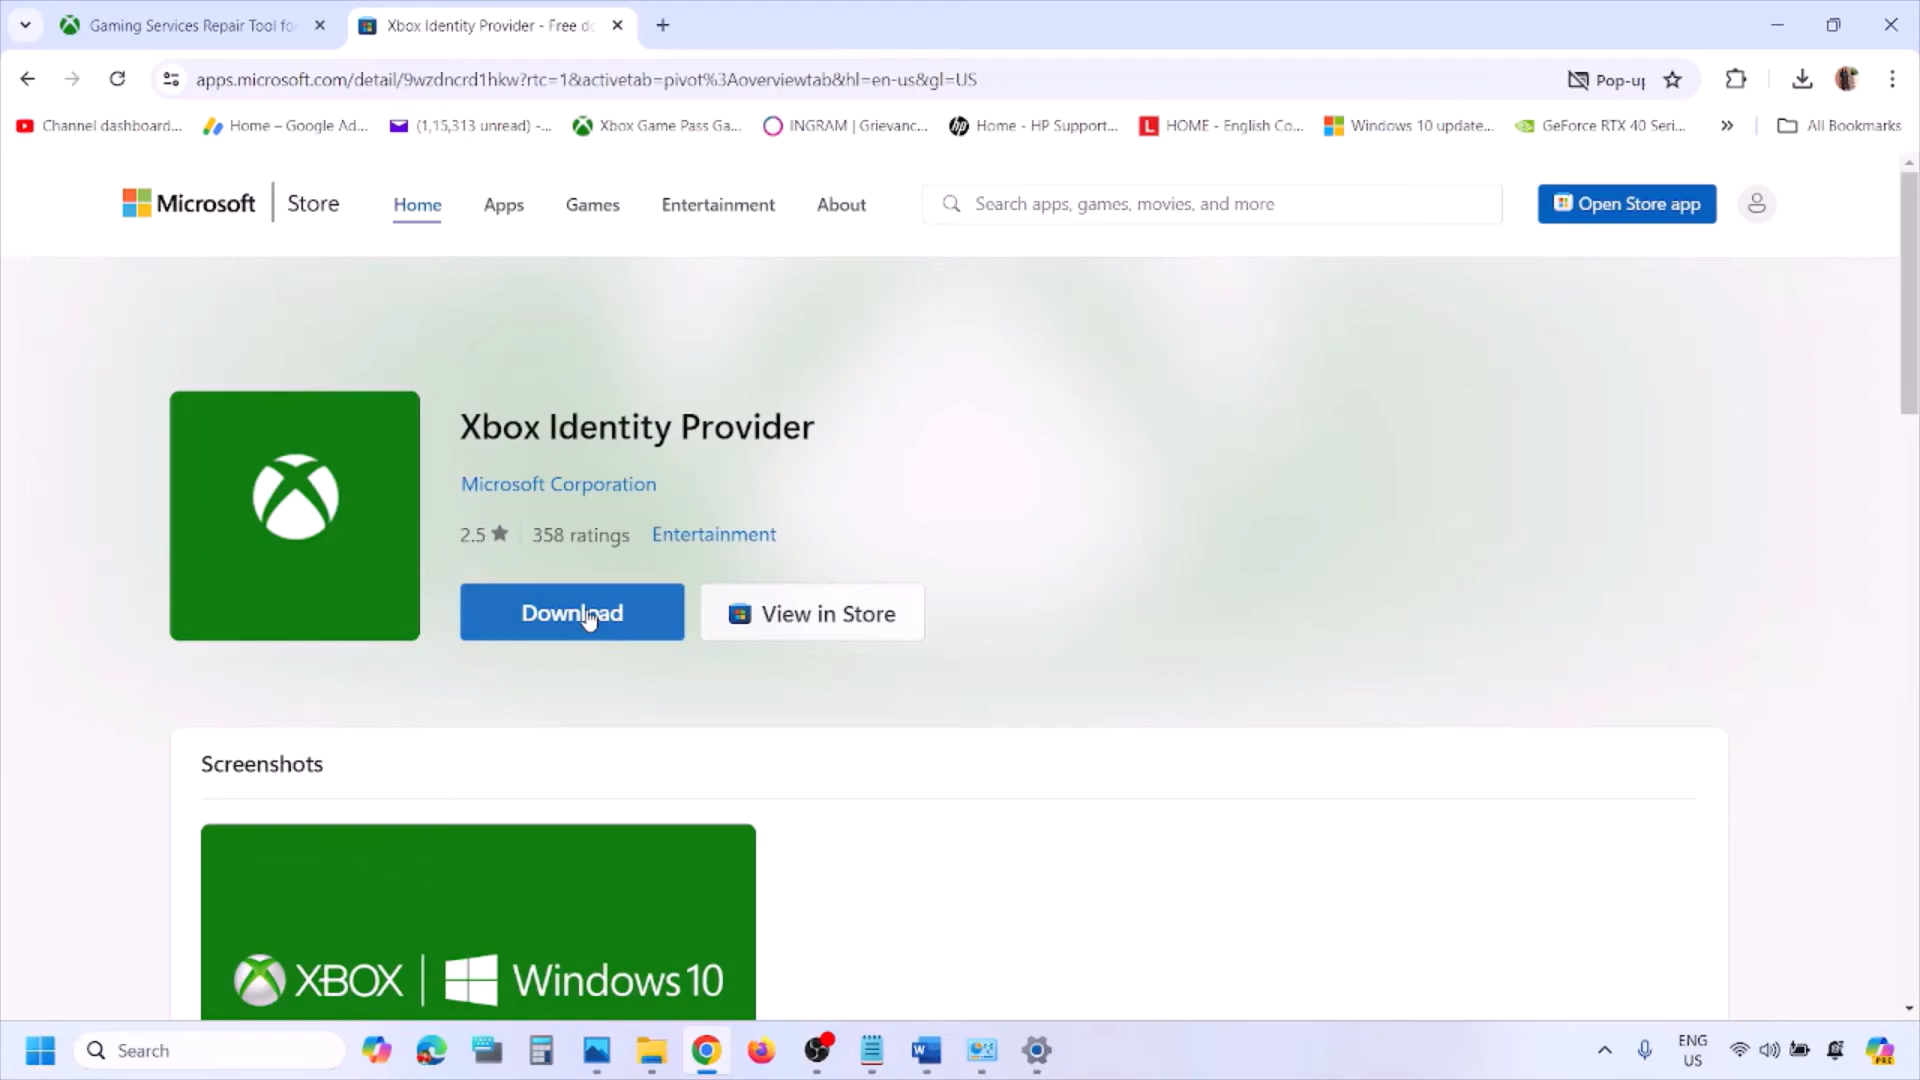 Gaming Services Repair Tool fo
Xbox Identity Provider - Free do
apps.microsoft.com/detail/9wzdncrd1hkw?rtc=1&activetab=pivot%3Aoverviewtab&hl=en-us&gl=US
Pop-up
Channel dashboard...
Home – Google Ad...
(1,15,313 unread) -...
Xbox Game Pass Ga...
INGRAM | Grievanc...
Home - HP Support...
HOME - English Co...
Windows 10 update...
GeForce RTX 40 Seri...
All Bookmarks
Microsoft | Store
Home
Apps
Games
Entertainment
About
Search apps, games, movies, and more
Open Store app
Xbox Identity Provider
Microsoft Corporation
2.5★ 358 ratings Entertainment
Download
View in Store
Screenshots
XBOX | Windows 10
Search
ENG
US
PRE